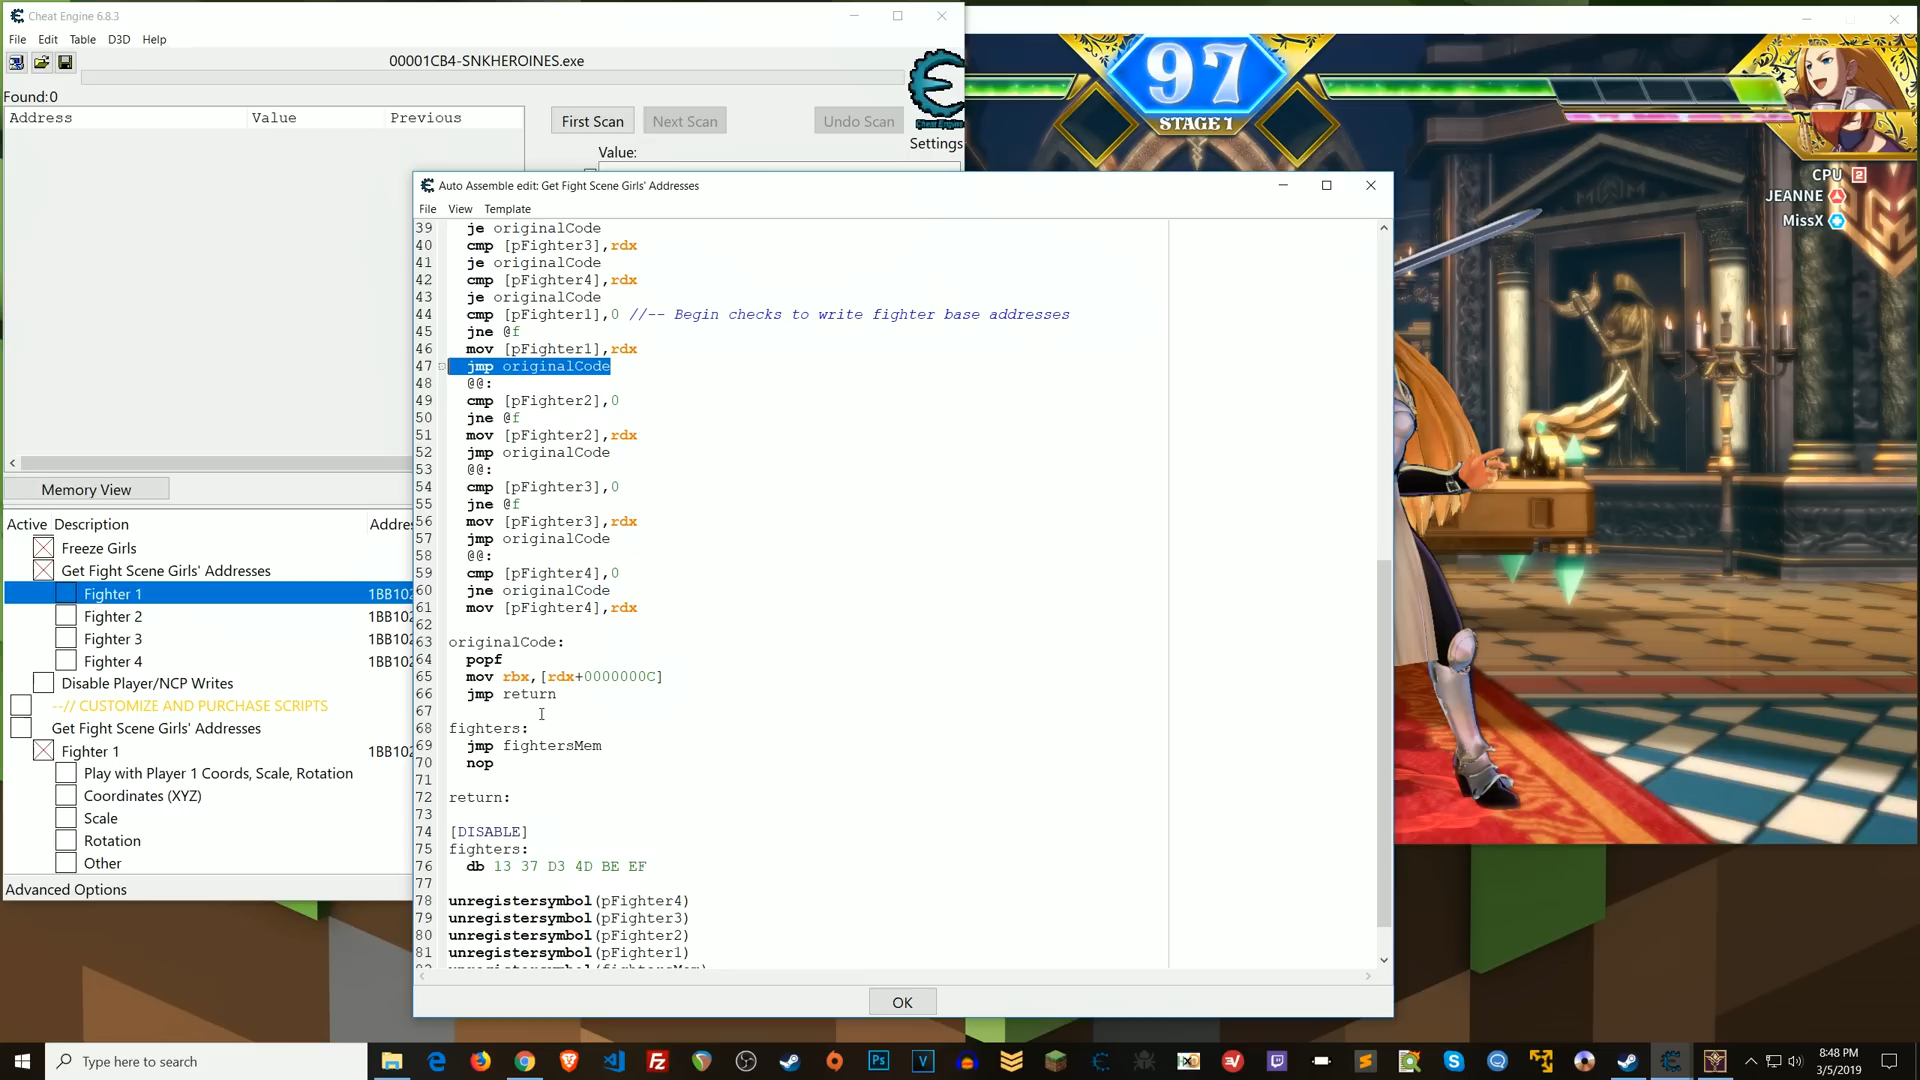 Cheat Engine 6.8.3
File Edit Table D3D Help
00001CB4-SNKHEROINES.exe
Found:0
Address Value Previous
First Scan Next Scan Undo Scan
Settings
Value:
Memory View
Active Description Addre
Freeze Girls
Get Fight Scene Girls' Addresses
Fighter 1 1BB102
Fighter 2 1BB102
Fighter 3 1BB102
Fighter 4 1BB102
Disable Player/NCP Writes
--// CUSTOMIZE AND PURCHASE SCRIPTS
Get Fight Scene Girls' Addresses
Fighter 1 1BB102
Play with Player 1 Coords, Scale, Rotation
Coordinates (XYZ)
Scale
Rotation
Other
Advanced Options
Auto Assemble edit: Get Fight Scene Girls' Addresses
File View Template
39 je originalCode
40 cmp [pFighter3],rdx
41 je originalCode
42 cmp [pFighter4],rdx
43 je originalCode
44 cmp [pFighter1],0 //-- Begin checks to write fighter base addresses
45 jne @f
46 mov [pFighter1],rdx
47 jmp originalCode
48 @@:
49 cmp [pFighter2],0
50 jne @f
51 mov [pFighter2],rdx
52 jmp originalCode
53 @@:
54 cmp [pFighter3],0
55 jne @f
56 mov [pFighter3],rdx
57 jmp originalCode
58 @@:
59 cmp [pFighter4],0
60 jne originalCode
61 mov [pFighter4],rdx
62
63 originalCode:
64 popf
65 mov rbx,[rdx+0000000C]
66 jmp return
67
68 fighters:
69 jmp fightersMem
70 nop
71
72 return:
73
74 [DISABLE]
75 fighters:
76 db 13 37 D3 4D BE EF
77
78 unregistersymbol(pFighter4)
79 unregistersymbol(pFighter3)
80 unregistersymbol(pFighter2)
81 unregistersymbol(pFighter1)
82 unregistersymbol(fightersMem)
OK
97
STAGE 1
CPU 2
JEANNE
MissX
Type here to search
8:48 PM
3/5/2019